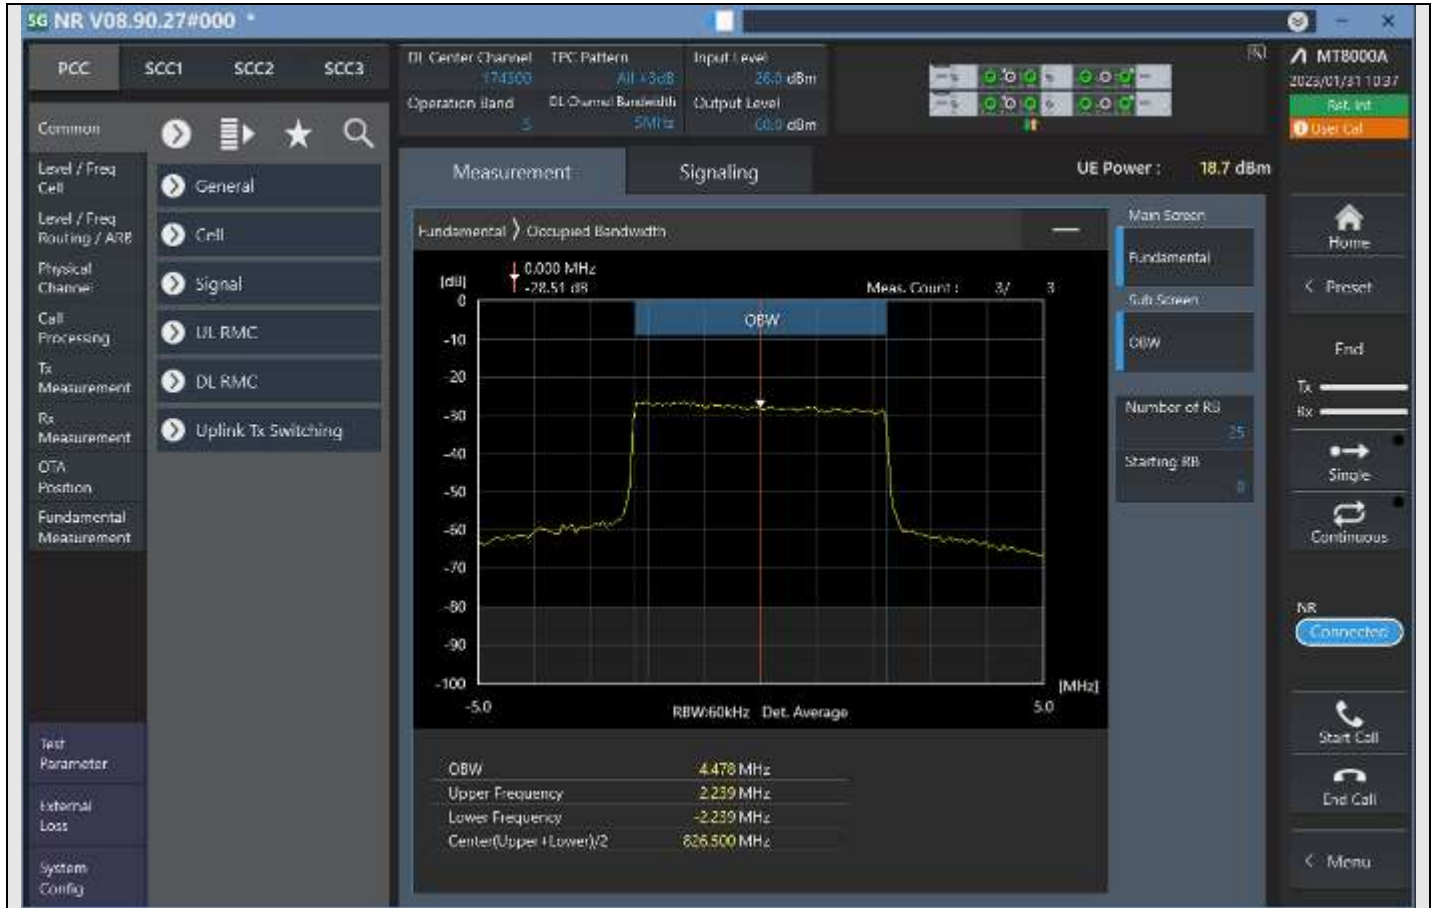 SG NR V08.90.27#000 *
PCC SCC1 SCC2 SCC3
DL Center Channel
174300
TPC Pattern
All +3dB
Input Level
26.0 dBm
Operation Band
5
DL Channel Bandwidth
5MHz
Output Level
-60.0 dBm
MT8000A
2023/01/31 10:37
Ref. Int
User Cal
Common
Level / Freq
Cell
Level / Freq
Routing / ARB
Physical
Channel
Call
Processing
Tx
Measurement
Rx
Measurement
OTA
Position
Fundamental
Measurement
Test
Parameter
External
Loss
System
Config
General
Cell
Signal
UL RMC
DL RMC
Uplink Tx Switching
Measurement Signaling
UE Power : 18.7 dBm
Fundamental Occupied Bandwidth
[dB]
0.000 MHz
-28.51 dB
Meas. Count : 3/ 3
OBW
0
-10
-20
-30
-40
-50
-60
-70
-80
-90
-100
-5.0
RBW:60kHz Det. Average
5.0
[MHz]
OBW 4.478 MHz
Upper Frequency 2.239 MHz
Lower Frequency -2.239 MHz
Center(Upper+Lower)/2 826.500 MHz
Main Screen
Fundamental
Sub Screen
OBW
Number of RB
25
Starting RB
0
Home
Preset
End
Tx
Rx
Single
Continuous
NR
Connected
Start Call
End Call
Menu